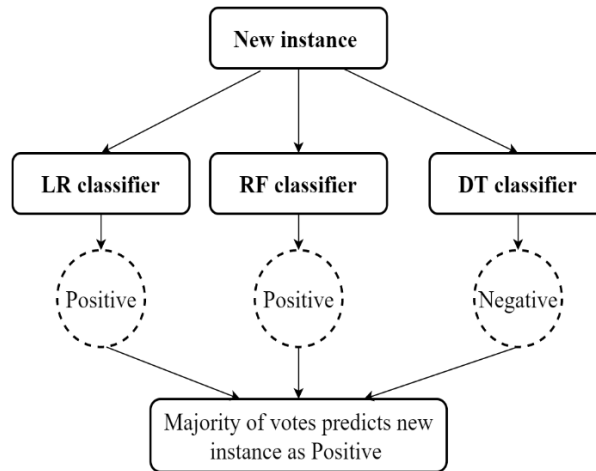 New instance
LR classifier
RF classifier
DT classifier
Positive
Positive
Negative
Majority of votes predicts new
instance as Positive